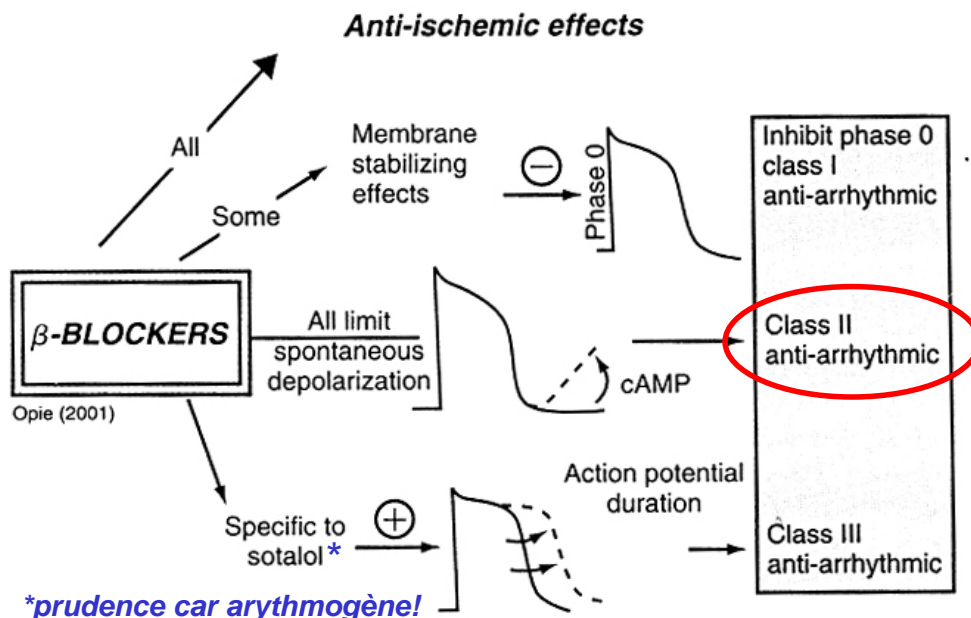 Anti-ischemic effects
All
Some
Membrane
stabilizing
effects
−
Phase 0
Inhibit phase 0
class I
anti-arrhythmic
β-BLOCKERS
Opie (2001)
All limit
spontaneous
depolarization
cAMP
Class II
anti-arrhythmic
Specific to
sotalol*
+
Action potential
duration
Class III
anti-arrhythmic
*prudence car arythmogène!